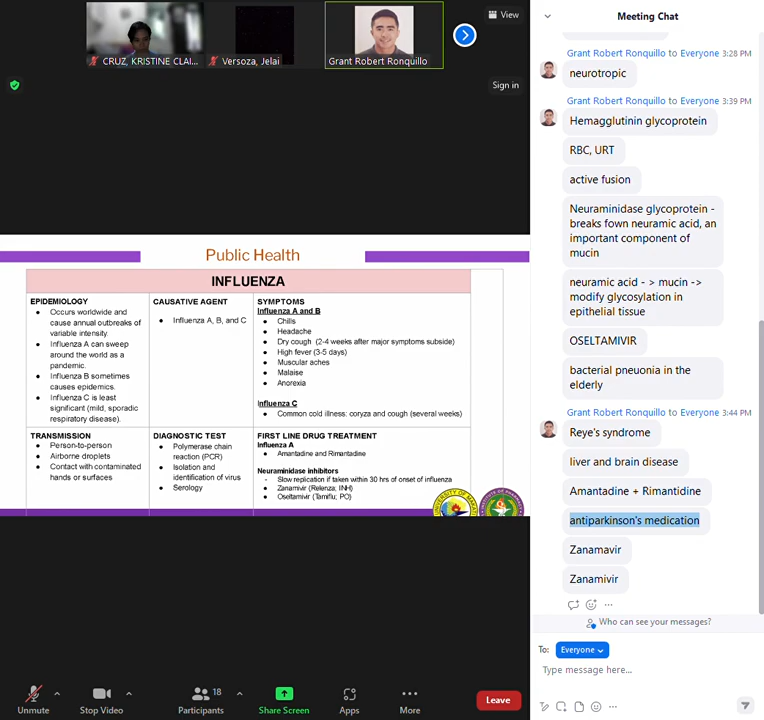 View
CRUZ, KRISTINE CLAI...
Versoza, Jelai
Grant Robert Ronquillo
Sign in
Public Health
INFLUENZA
EPIDEMIOLOGY
Occurs worldwide and
cause annual outbreaks of
variable intensity.
Influenza A can sweep
around the world as a
pandemic.
Influenza B sometimes
causes epidemics.
Influenza C is least
significant (mild, sporadic
respiratory disease).
CAUSATIVE AGENT
Influenza A, B, and C
SYMPTOMS
Influenza A and B
Chills
Headache
Dry cough (2-4 weeks after major symptoms subside)
High fever (3-5 days)
Muscular aches
Malaise
Anorexia
Influenza C
Common cold illness: coryza and cough (several weeks)
TRANSMISSION
Person-to-person
Airborne droplets
Contact with contaminated
hands or surfaces
DIAGNOSTIC TEST
Polymerase chain
reaction (PCR)
Isolation and
identification of virus
Serology
FIRST LINE DRUG TREATMENT
Influenza A
Amantadine and Rimantadine
Neuraminidase inhibitors
- Slow replication if taken within 30 hrs of onset of influenza
Zanamivir (Relenza; INH)
Oseltamivir (Tamiflu; PO)
Unmute
Stop Video
18
Participants
Share Screen
Apps
More
Leave
Meeting Chat
Grant Robert Ronquillo to Everyone 3:28 PM
neurotropic
Grant Robert Ronquillo to Everyone 3:39 PM
Hemagglutinin glycoprotein
RBC, URT
active fusion
Neuraminidase glycoprotein -
breaks fown neuramic acid, an
important component of
mucin
neuramic acid - > mucin ->
modify glycosylation in
epithelial tissue
OSELTAMIVIR
bacterial pneuonia in the
elderly
Grant Robert Ronquillo to Everyone 3:44 PM
Reye's syndrome
liver and brain disease
Amantadine + Rimantidine
antiparkinson's medication
Zanamavir
Zanamivir
Who can see your messages?
To: Everyone
Type message here...